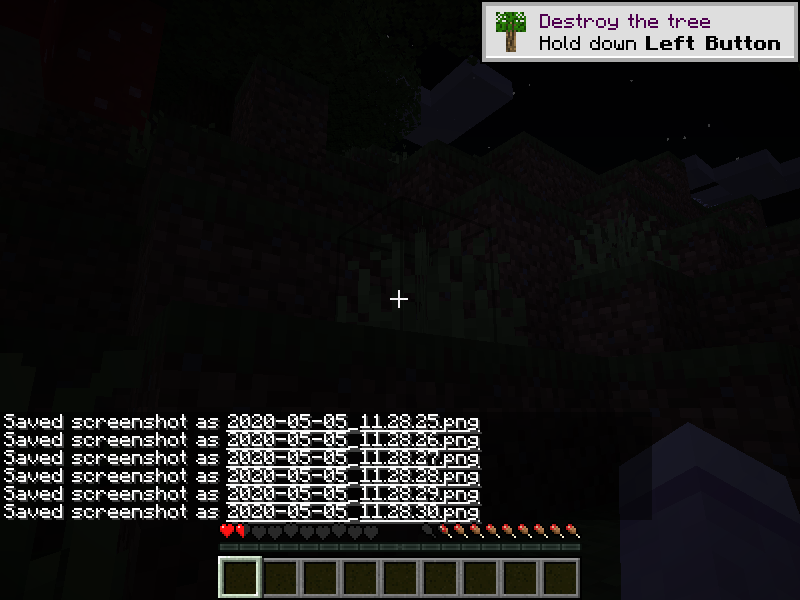 Destroy the tree
Hold down Left Button
Saved screenshot as 2020-05-05_11.28.25.png
Saved screenshot as 2020-05-05_11.28.26.png
Saved screenshot as 2020-05-05_11.28.27.png
Saved screenshot as 2020-05-05_11.28.28.png
Saved screenshot as 2020-05-05_11.28.29.png
Saved screenshot as 2020-05-05_11.28.30.png